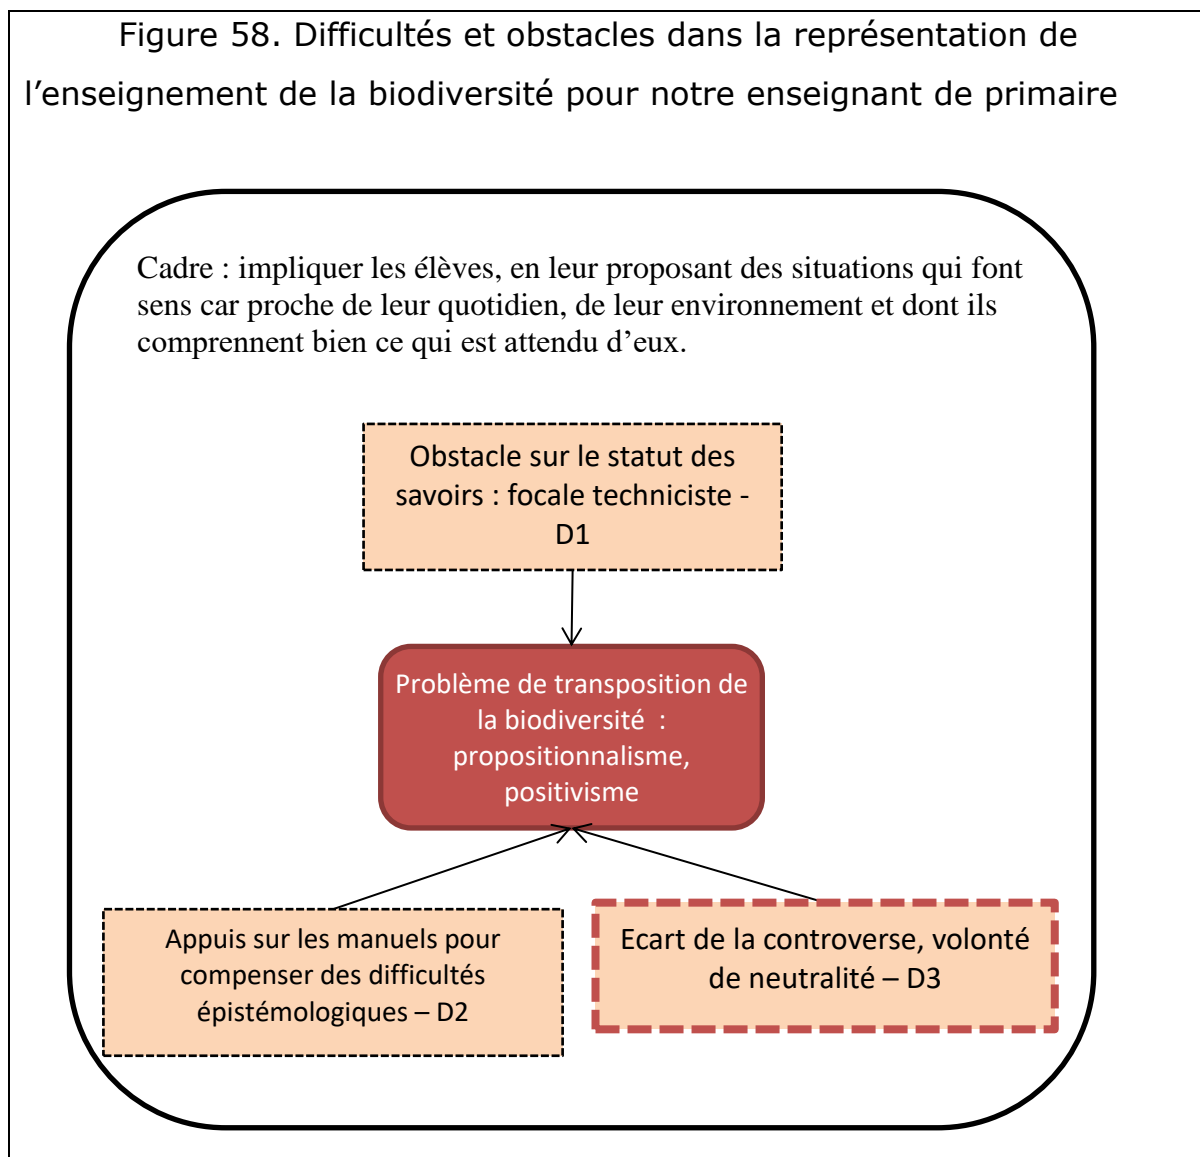 Figure 58. Difficultés et obstacles dans la représentation de
l’enseignement de la biodiversité pour notre enseignant de primaire
Cadre : impliquer les élèves, en leur proposant des situations qui font
sens car proche de leur quotidien, de leur environnement et dont ils
comprennent bien ce qui est attendu d’eux.
Obstacle sur le statut des
savoirs : focale techniciste -
D1
Problème de transposition de
la biodiversité  :
propositionnalisme,
positivisme
Appuis sur les manuels pour
compenser des difficultés
épistémologiques – D2
Ecart de la controverse, volonté
de neutralité – D3